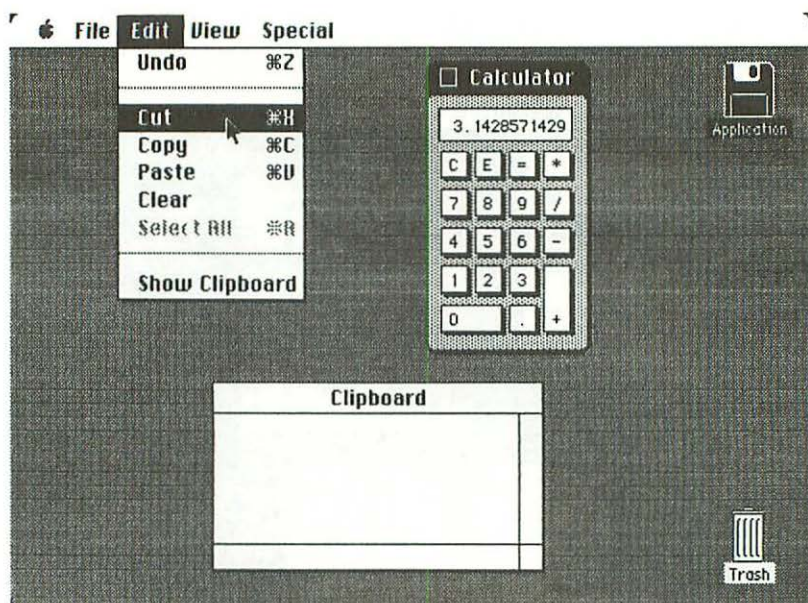 File Edit View Special
Undo ⌘Z
Cut ⌘X
Copy ⌘C
Paste ⌘V
Clear
Select All ⌘A
Show Clipboard
Calculator
3.1428571429
C E = *
7 8 9 /
4 5 6 -
1 2 3
0 . +
Application
Clipboard
Trash